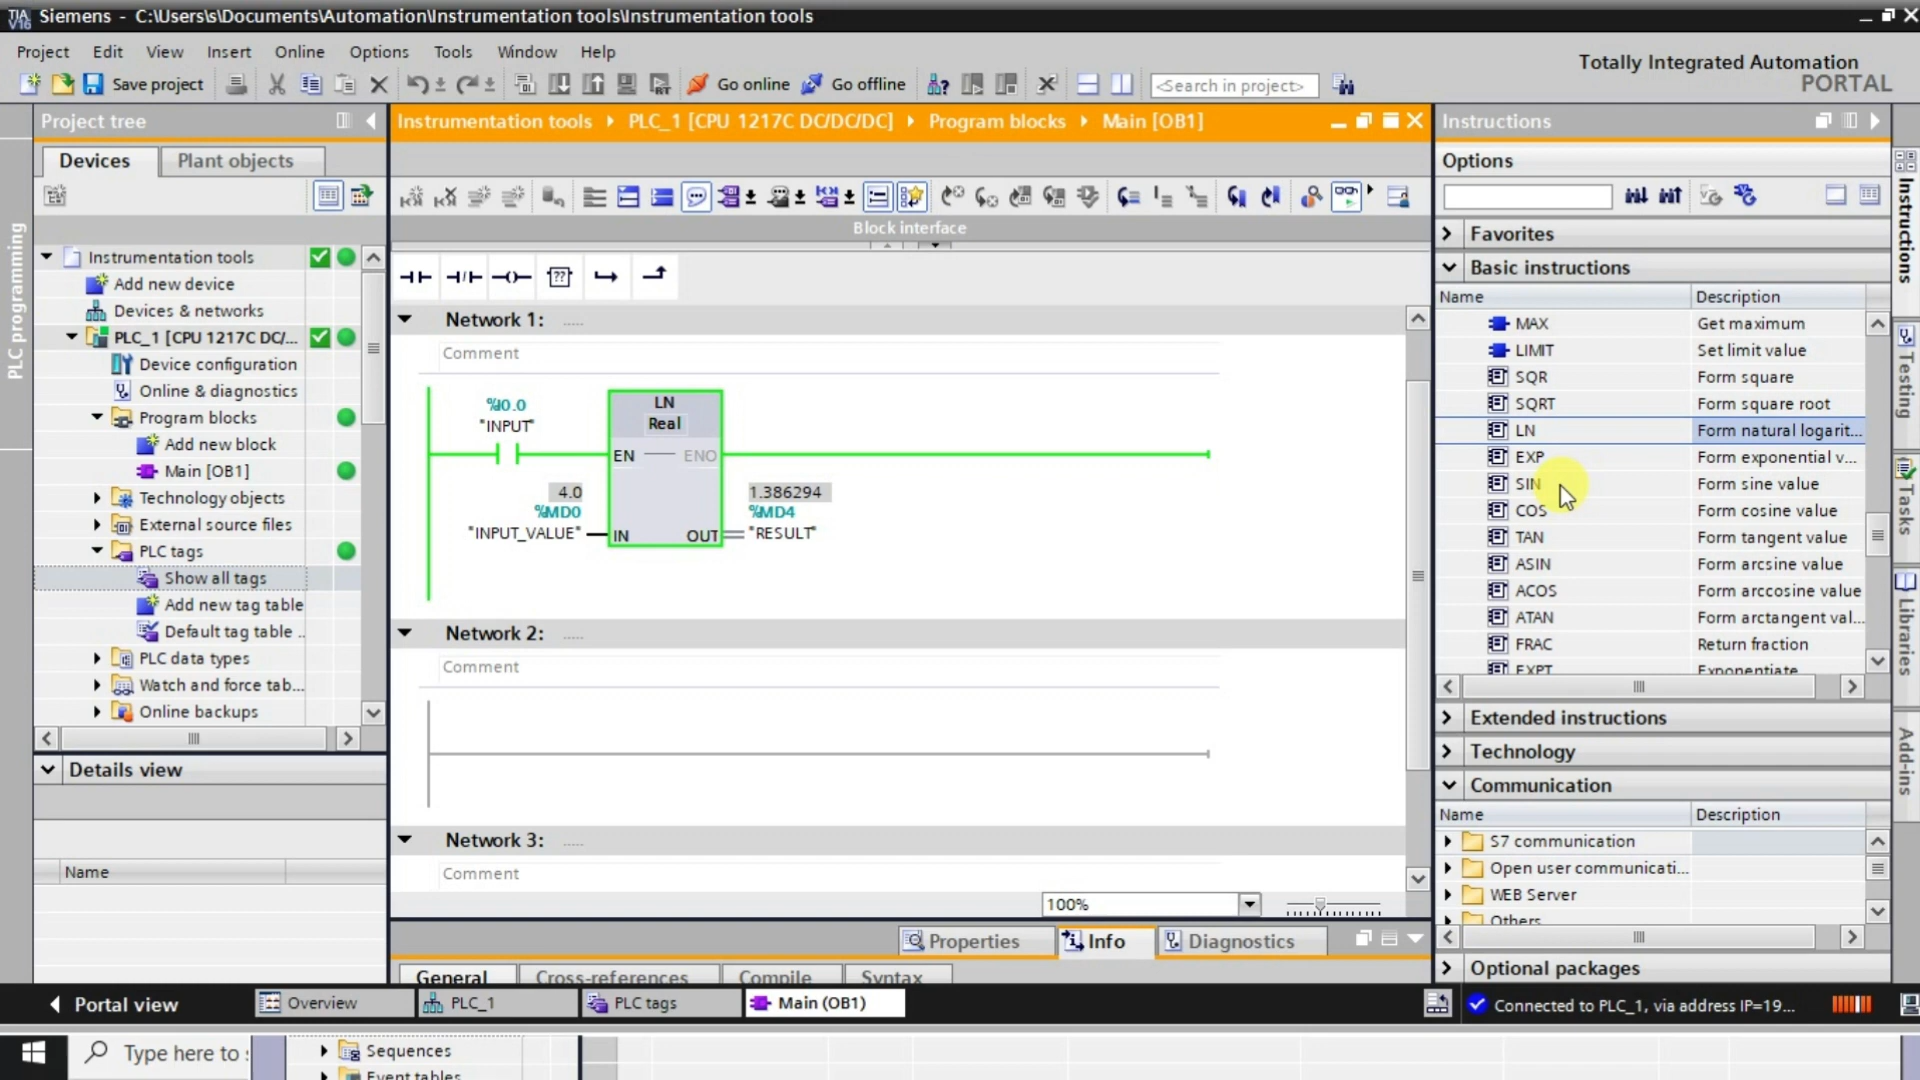 TIA
V16
Siemens - C:\Users\s\Documents\Automation\Instrumentation tools\Instrumentation tools
Project Edit View Insert Online Options Tools Window Help
Totally Integrated Automation
PORTAL
Save project
Go online
Go offline
<Search in project>
Project tree
Devices
Plant objects
PLC programming
Instrumentation tools
Add new device
Devices & networks
PLC_1 [CPU 1217C DC/...
Device configuration
Online & diagnostics
Program blocks
Add new block
Main [OB1]
Technology objects
External source files
PLC tags
Show all tags
Add new tag table
Default tag table ..
PLC data types
Watch and force tab...
Online backups
Details view
Name
Instrumentation tools
PLC_1 [CPU 1217C DC/DC/DC]
Program blocks
Main [OB1]
Block interface
??
Network 1: .....
Comment
%I0.0
"INPUT"
LN
Real
EN
ENO
4.0
%MD0
"INPUT_VALUE"
IN
OUT
1.386294
%MD4
"RESULT"
Network 2: .....
Comment
Network 3: .....
Comment
100%
Properties
Info
Diagnostics
General
Cross-references
Compile
Syntax
Instructions
Options
Favorites
Basic instructions
Name Description
MAX Get maximum
LIMIT Set limit value
SQR Form square
SQRT Form square root
LN Form natural logarit...
EXP Form exponential v...
SIN Form sine value
COS Form cosine value
TAN Form tangent value
ASIN Form arcsine value
ACOS Form arccosine value
ATAN Form arctangent val...
FRAC Return fraction
EXPT Exponentiate
Extended instructions
Technology
Communication
Name Description
S7 communication
Open user communicati...
WEB Server
Others
Optional packages
Instructions
Testing
Tasks
Libraries
Add-ins
Portal view
Overview
PLC_1
PLC tags
Main (OB1)
Connected to PLC_1, via address IP=19...
Type here to
Sequences
Event tables